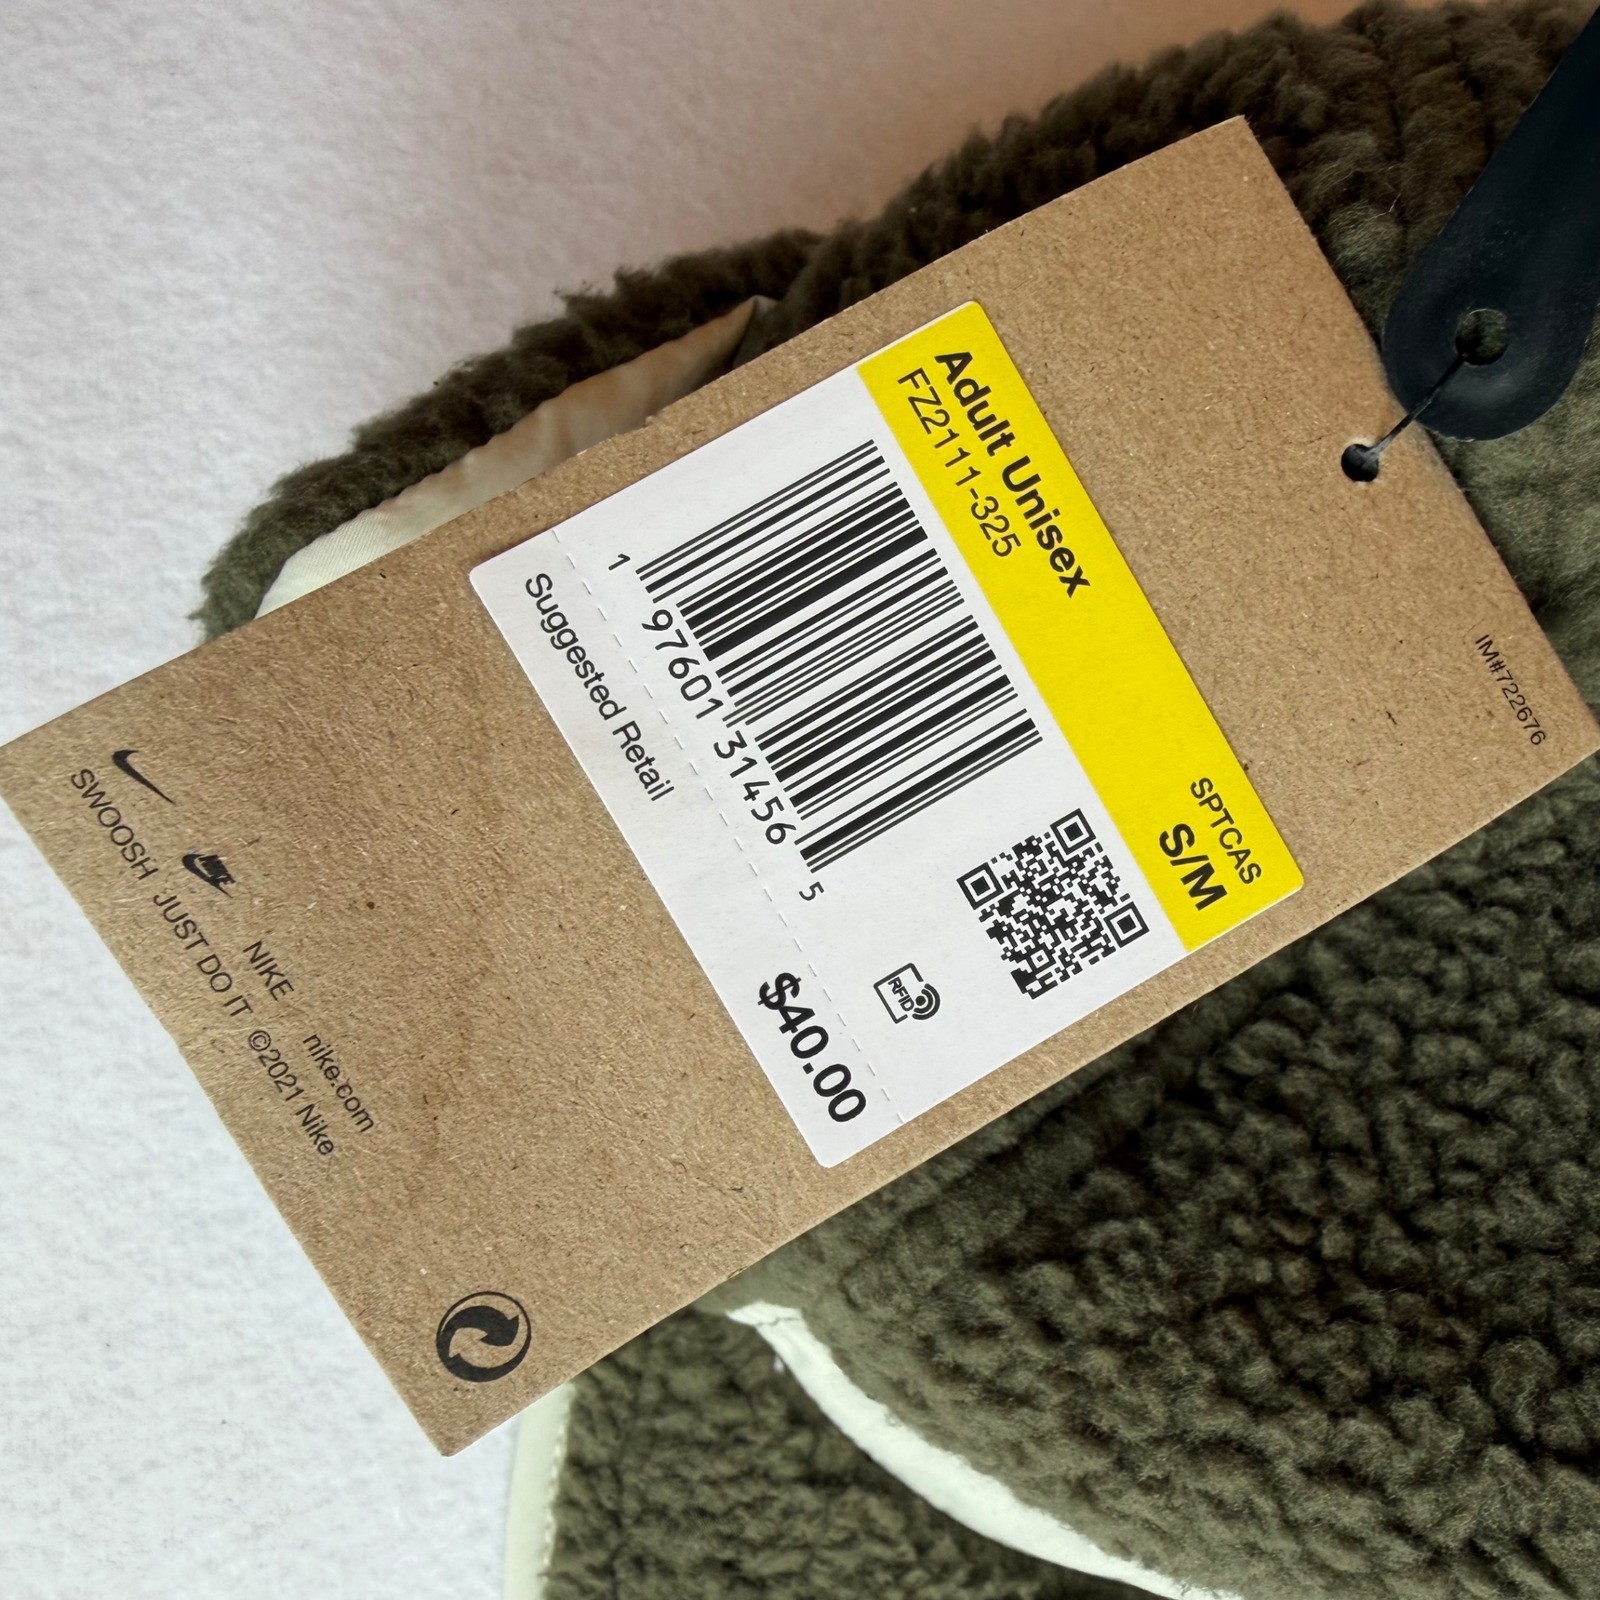 IM#722676
Adult Unisex
SPTCAS
FZ2111-325
S/M
1 97601 31456 5
RFID
Suggested Retail
$40.00
NIKE
nike.com
SWOOSH JUST DO IT ©2021 Nike